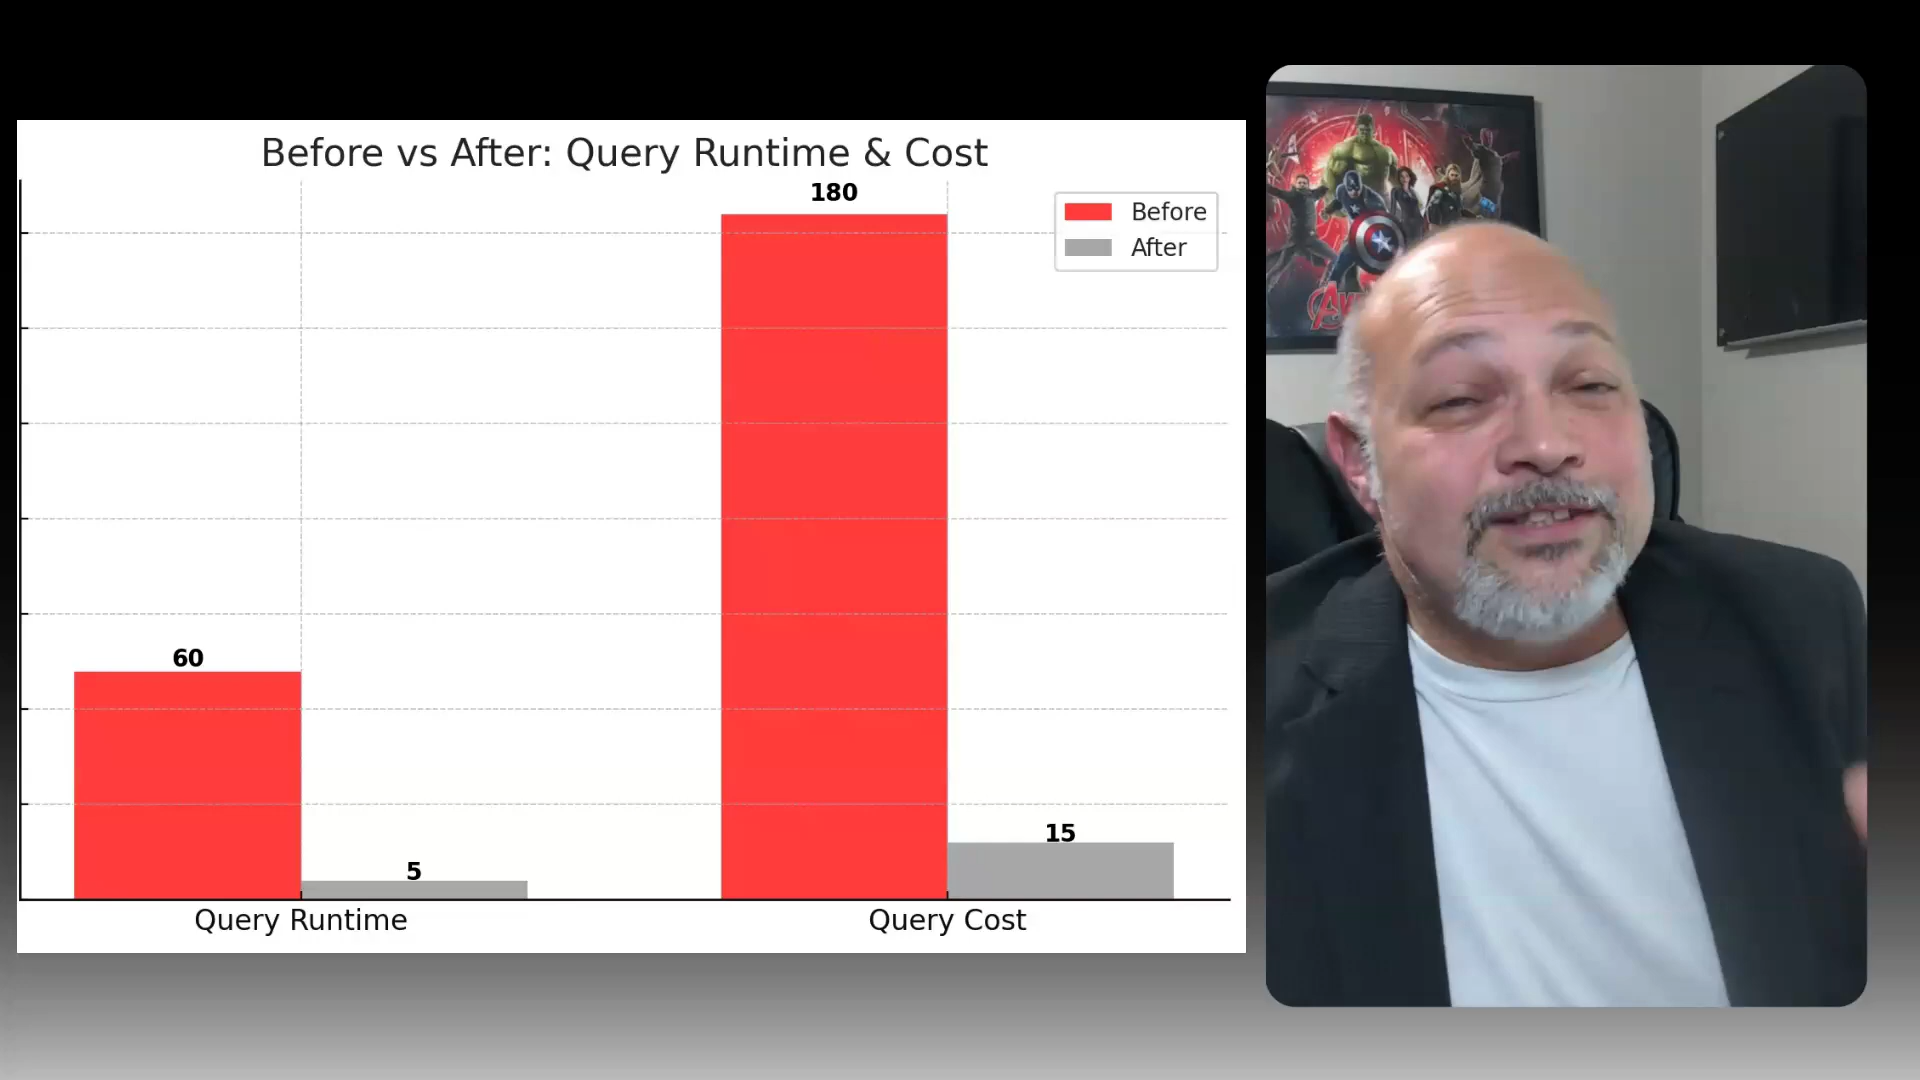 Before vs After: Query Runtime & Cost
180
Before
After
60
15
5
Query Runtime
Query Cost